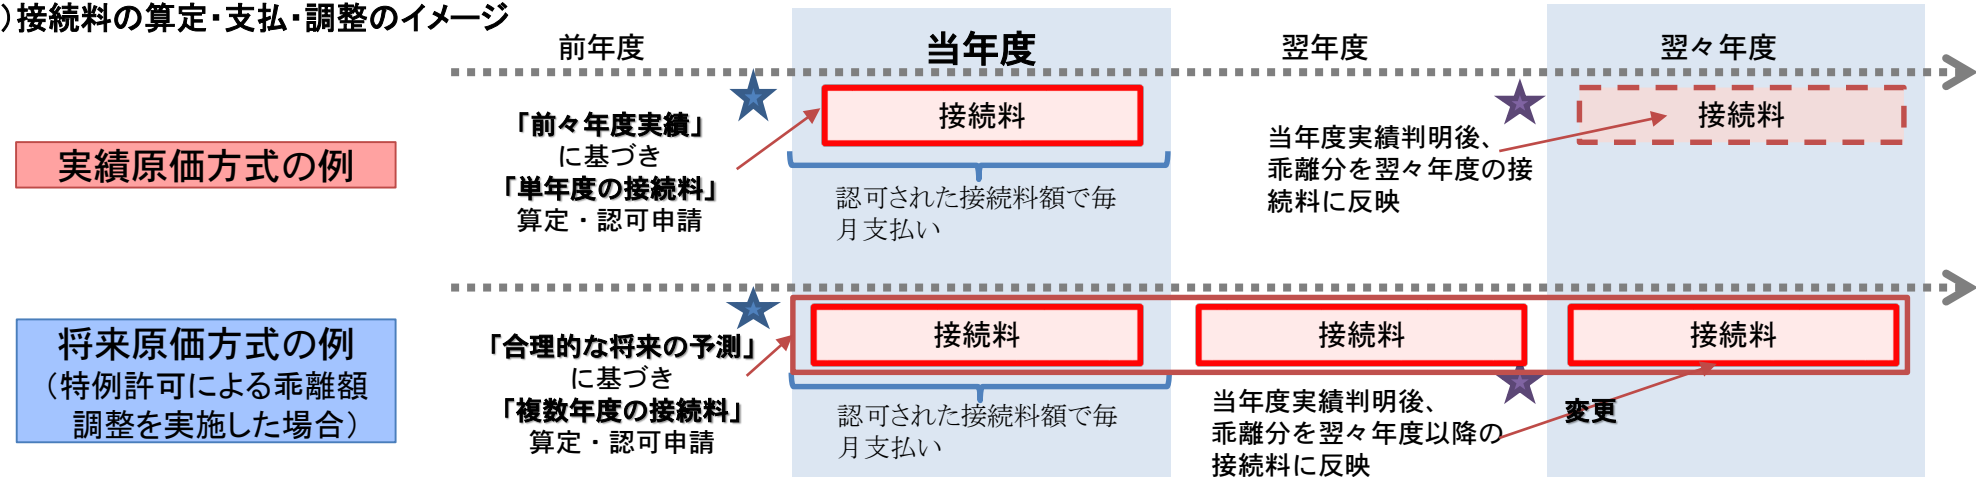 ）接続料の算定・支払・調整のイメージ
前年度
当年度
翌年度
翌々年度
実績原価方式の例
「前々年度実績」
に基づき
「単年度の接続料」
算定・認可申請
接続料
認可された接続料額で毎
月支払い
当年度実績判明後、
乖離分を翌々年度の接
続料に反映
接続料
将来原価方式の例
（特例許可による乖離額
調整を実施した場合）
「合理的な将来の予測」
に基づき
「複数年度の接続料」
算定・認可申請
接続料
接続料
接続料
認可された接続料額で毎
月支払い
当年度実績判明後、
乖離分を翌々年度以降の
接続料に反映
変更